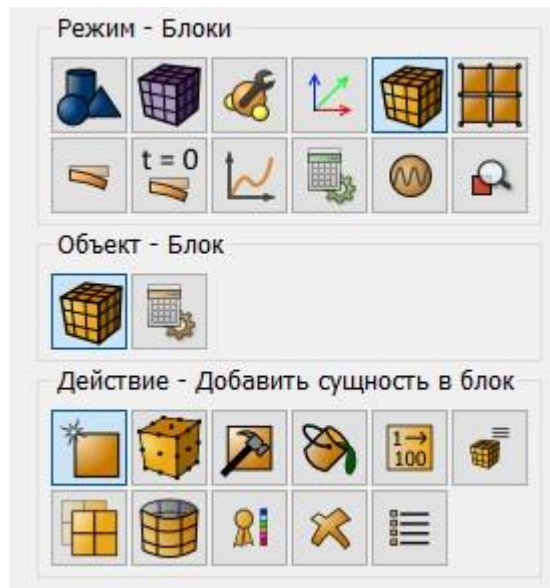 Режим - Блоки
t = 0
Объект - Блок
Действие - Добавить сущность в блок
1→
100